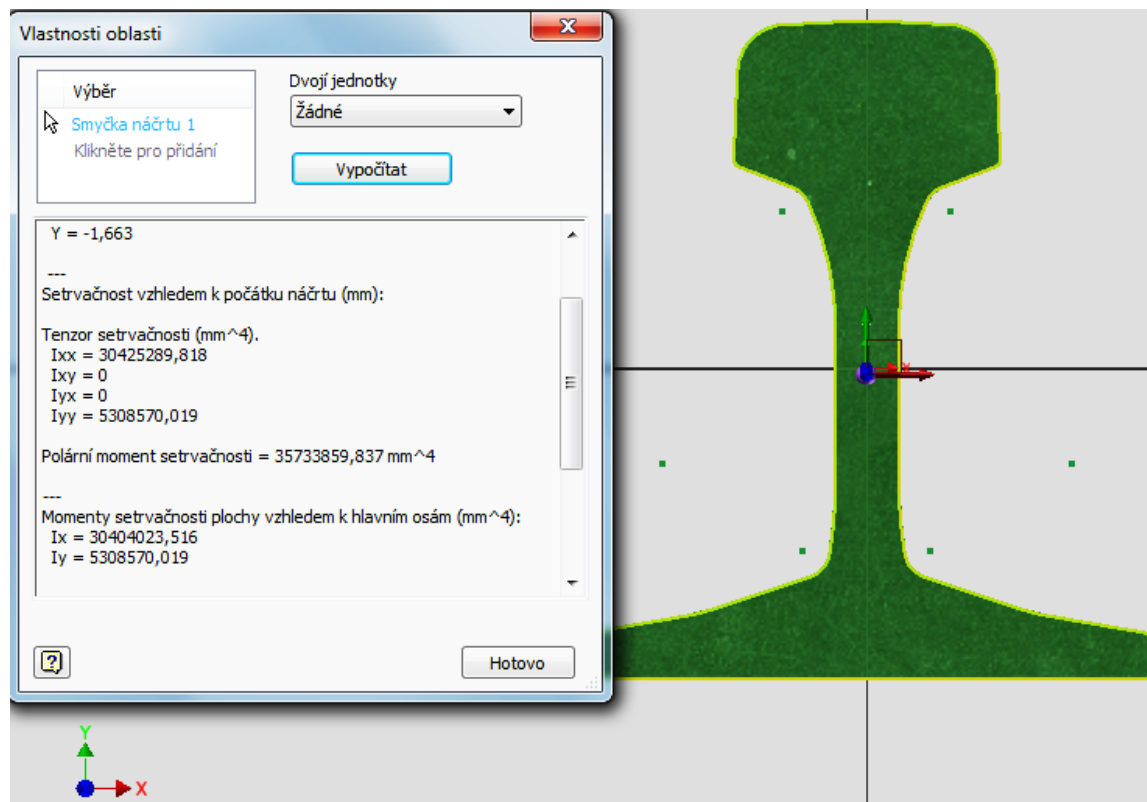 Vlastnosti oblasti
x
Výběr
Smyčka náčrtu 1
Klikněte pro přidání
Dvojí jednotky
Žádné
Vypočítat
Y = -1,663
---
Setrvačnost vzhledem k počátku náčrtu (mm):
Tenzor setrvačnosti (mm^4).
Ixx = 30425289,818
Ixy = 0
Iyx = 0
Iyy = 5308570,019
Polární moment setrvačnosti = 35733859,837 mm^4
---
Momenty setrvačnosti plochy vzhledem k hlavním osám (mm^4):
Ix = 30404023,516
Iy = 5308570,019
?
Hotovo
Y
X